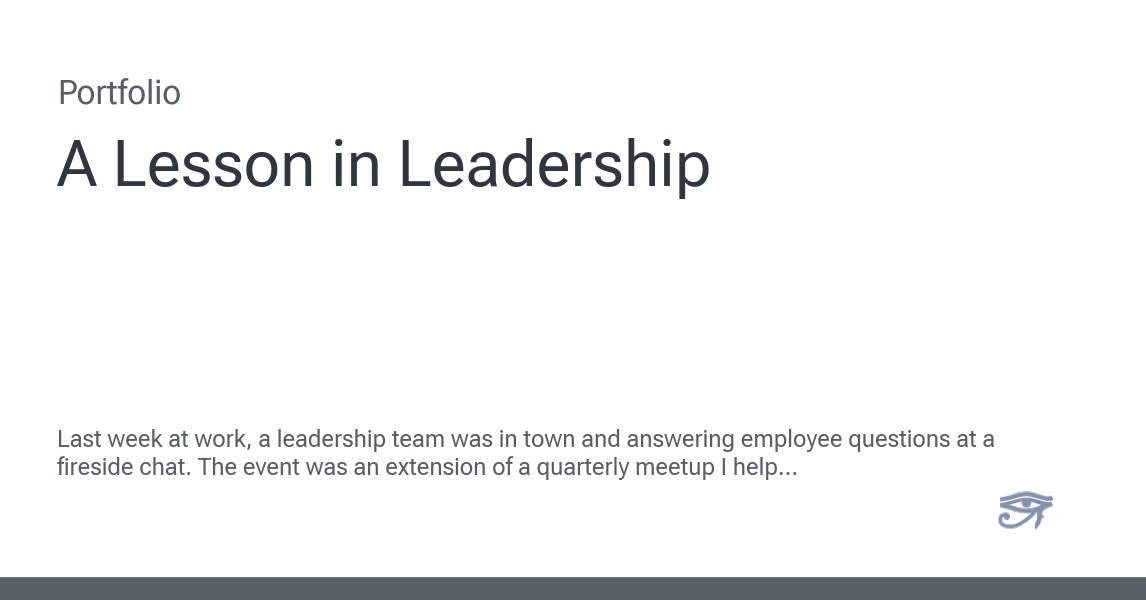 Portfolio
A Lesson in Leadership
Last week at work, a leadership team was in town and answering employee questions at a
fireside chat. The event was an extension of a quarterly meetup I help...